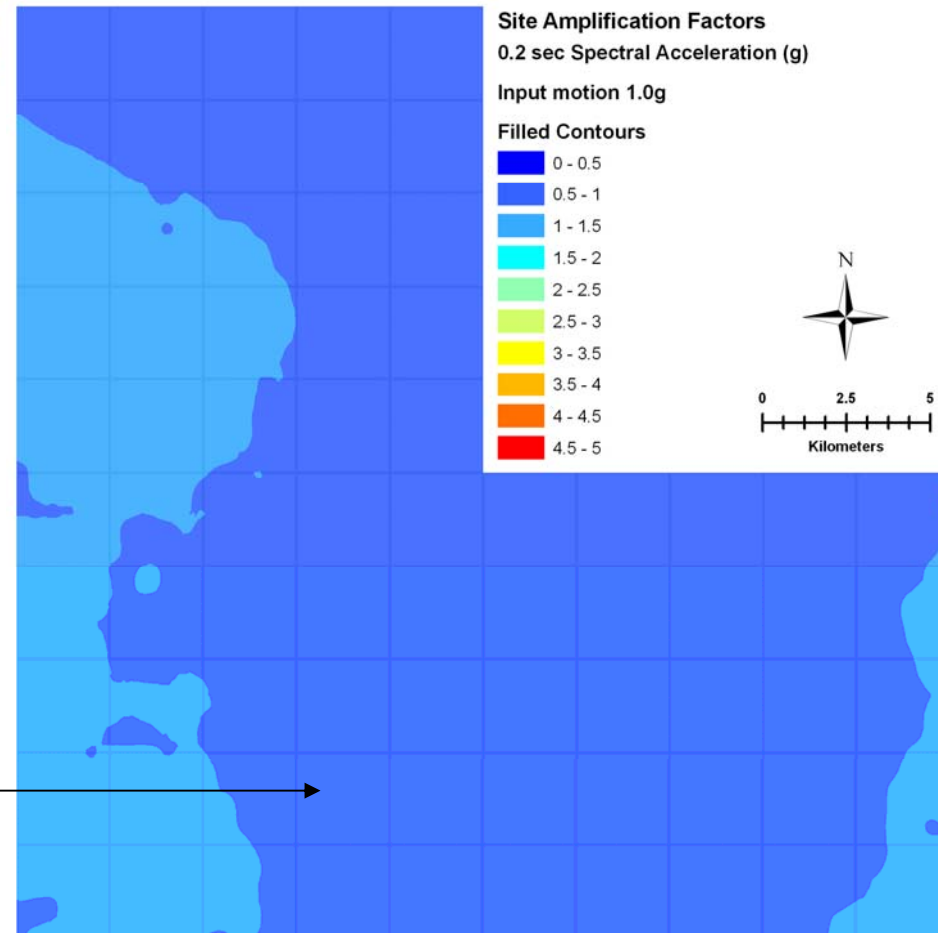 Site Amplification Factors
0.2 sec Spectral Acceleration (g)
Input motion 1.0g
Filled Contours
0 - 0.5
0.5 - 1
1 - 1.5
1.5 - 2
2 - 2.5
2.5 - 3
3 - 3.5
3.5 - 4
4 - 4.5
4.5 - 5
N
0 2.5 5
Kilometers